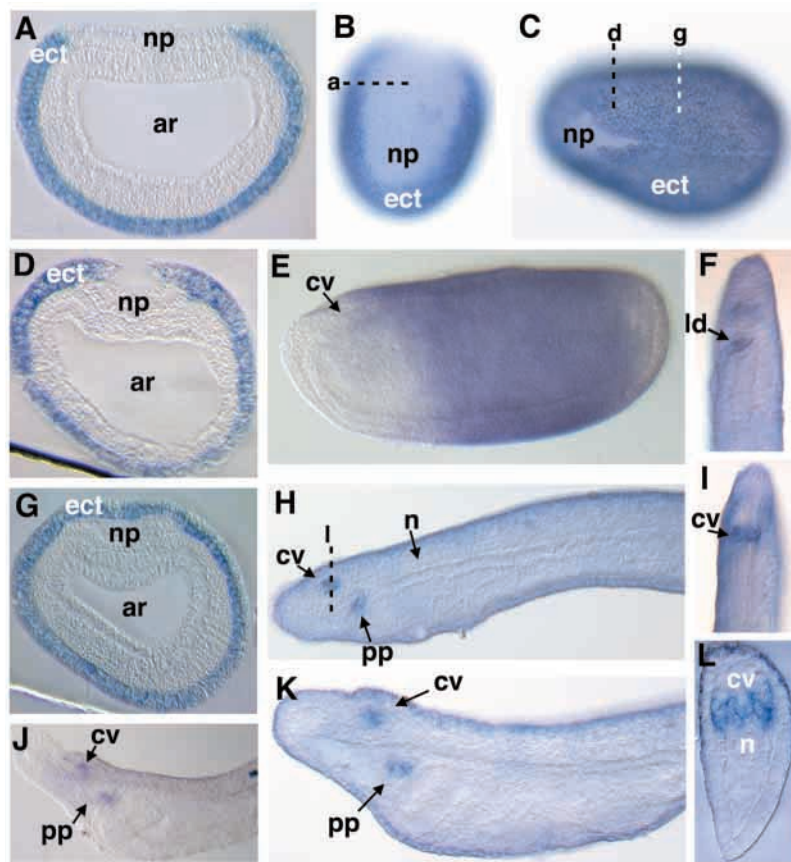 A
np
ect
ar
B
a
np
ect
C
d
g
np
ect
D
ect
np
ar
E
cv
F
ld
G
ect
np
ar
H
l
n
cv
pp
I
cv
J
cv
pp
K
cv
pp
L
cv
n